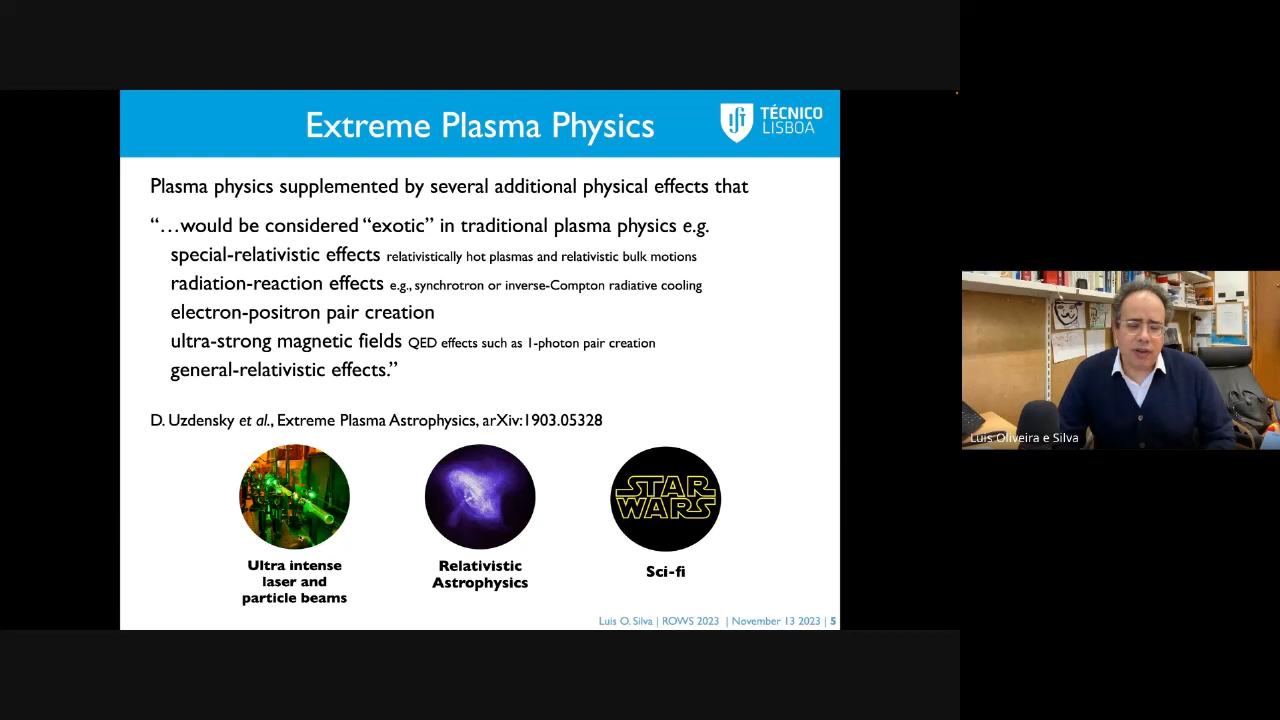 Extreme Plasma Physics
TÉCNICO
LISBOA
Plasma physics supplemented by several additional physical effects that
“…would be considered “exotic” in traditional plasma physics e.g.
special-relativistic effects relativistically hot plasmas and relativistic bulk motions
radiation-reaction effects e.g., synchrotron or inverse-Compton radiative cooling
electron-positron pair creation
ultra-strong magnetic fields QED effects such as 1-photon pair creation
general-relativistic effects.”
D. Uzdensky et al., Extreme Plasma Astrophysics, arXiv:1903.05328
STAR
WARS
Ultra intense
laser and
particle beams
Relativistic
Astrophysics
Sci-fi
Luis O. Silva | ROWS 2023 | November 13 2023 | 5
Luis Oliveira e Silva